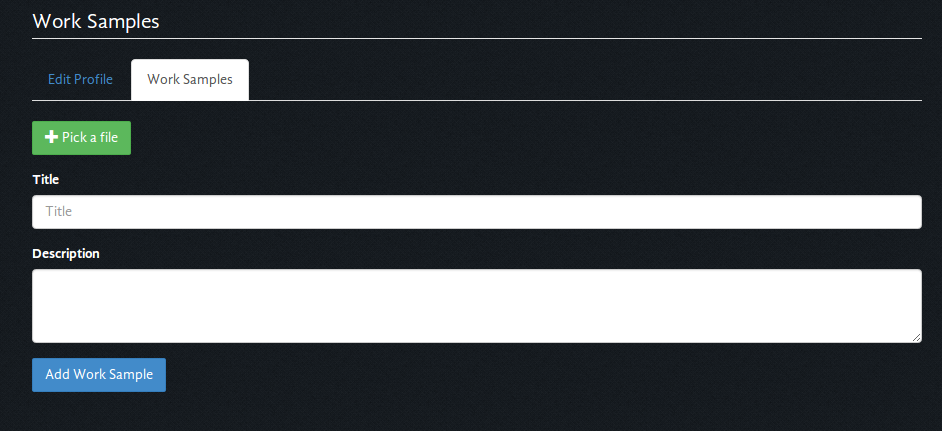 Work Samples
Edit Profile Work Samples
Pick a file
Title
Title
Description
Add Work Sample